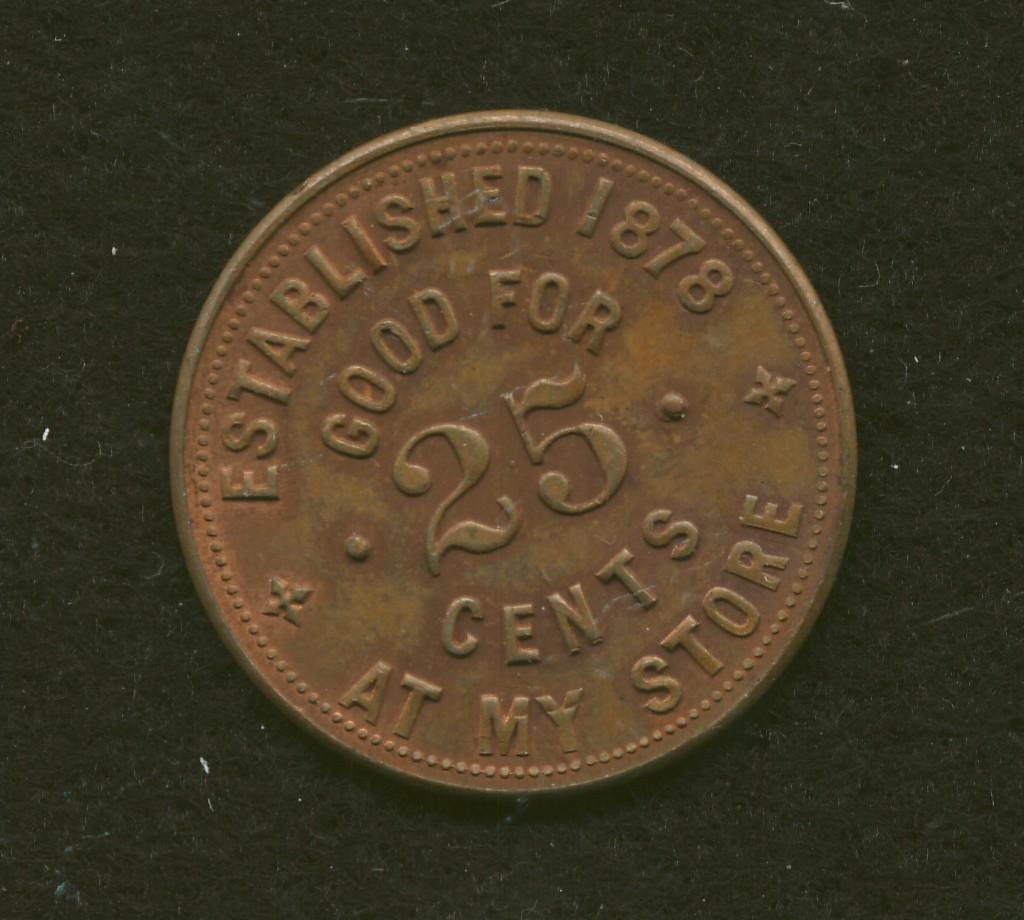 ESTABLISHED 1878
GOOD FOR
25
CENTS
AT MY STORE